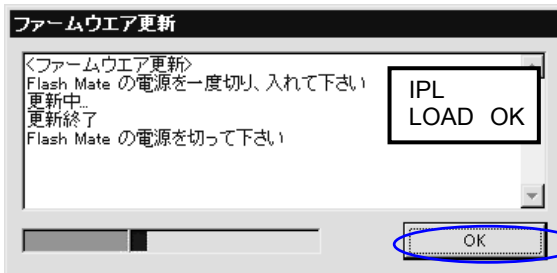 ファームウエア更新
<ファームウエア更新>
Flash Mate の電源を一度切り、入れて下さい
更新中...
更新終了
Flash Mate の電源を切って下さい
IPL
LOAD OK
OK